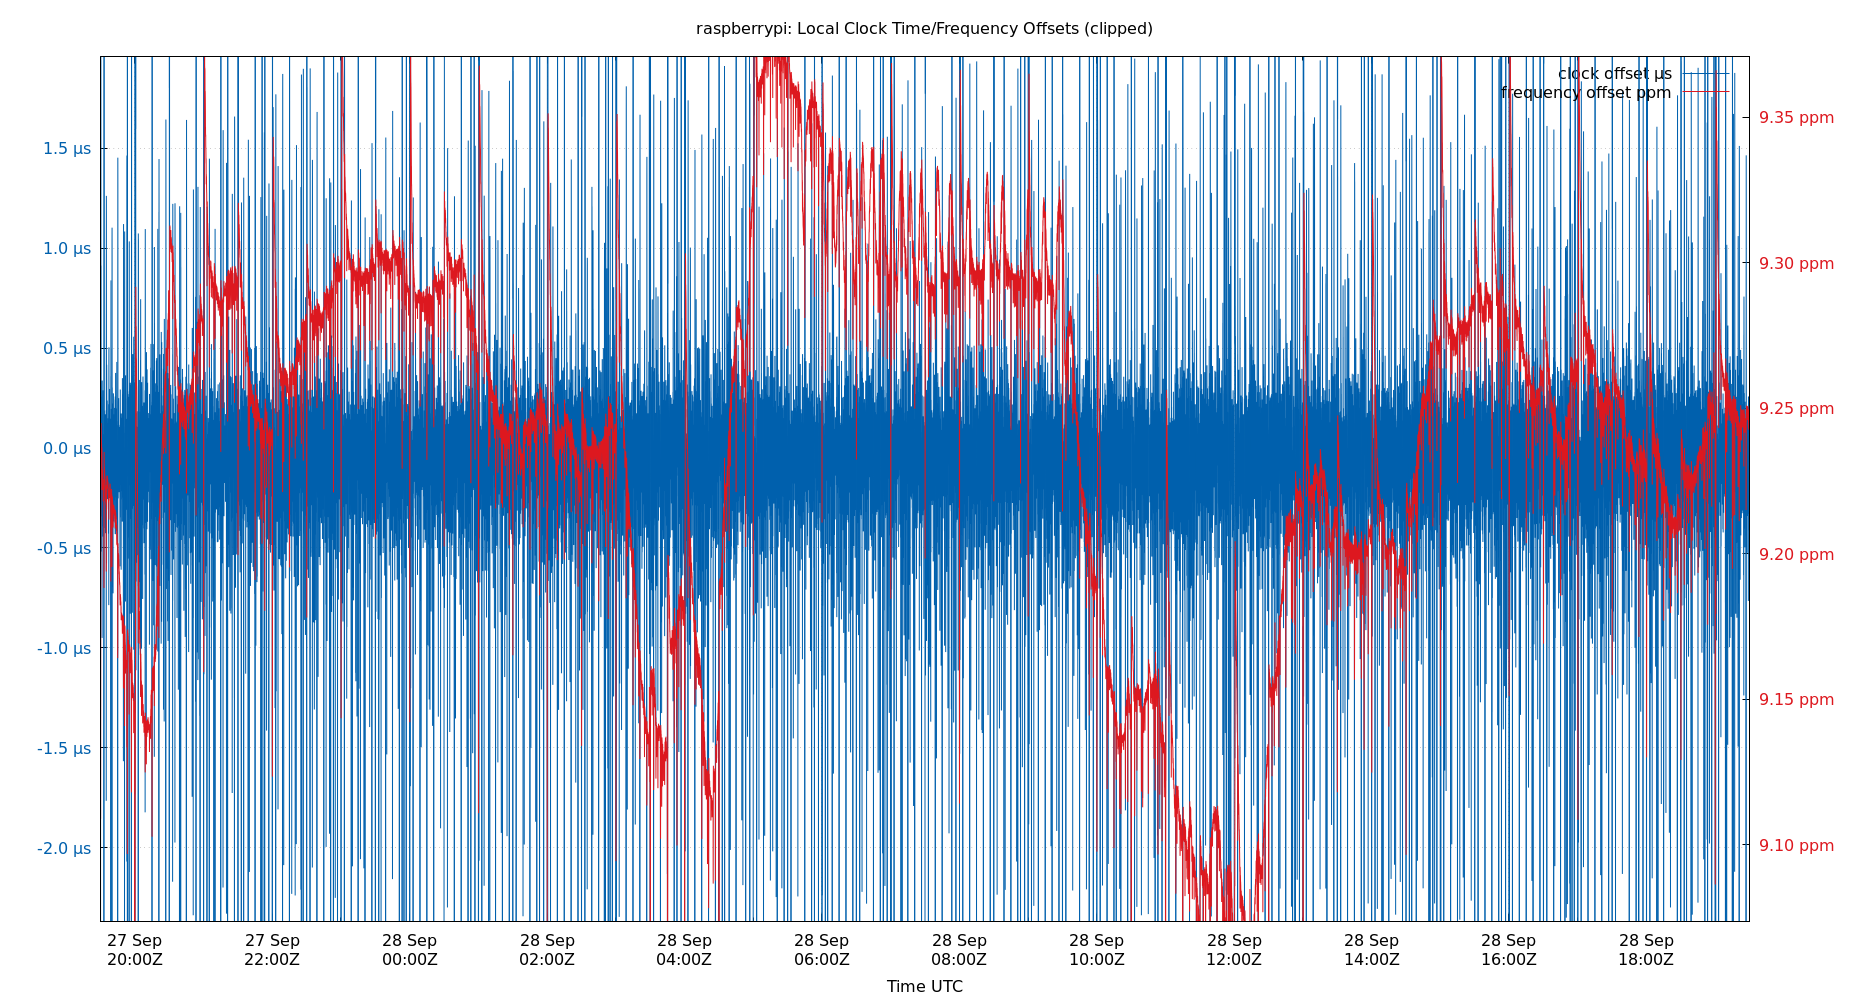 raspberrypi: Local Clock Time/Frequency Offsets (clipped)
clock offset µs
frequency offset ppm
1.5 µs
1.0 µs
0.5 µs
0.0 µs
-0.5 µs
-1.0 µs
-1.5 µs
-2.0 µs
9.35 ppm
9.30 ppm
9.25 ppm
9.20 ppm
9.15 ppm
9.10 ppm
27 Sep
20:00Z
27 Sep
22:00Z
28 Sep
00:00Z
28 Sep
02:00Z
28 Sep
04:00Z
28 Sep
06:00Z
28 Sep
08:00Z
28 Sep
10:00Z
28 Sep
12:00Z
28 Sep
14:00Z
28 Sep
16:00Z
28 Sep
18:00Z
Time UTC